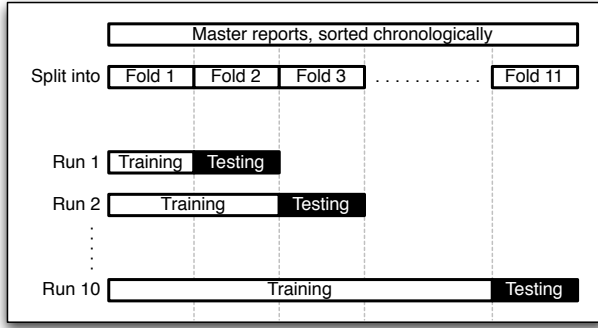 Master reports, sorted chronologically
Split into Fold 1 Fold 2 Fold 3 . . . . . . . . . . . Fold 11
Run 1 Training Testing
Run 2 Training Testing
Run 10 Training Testing